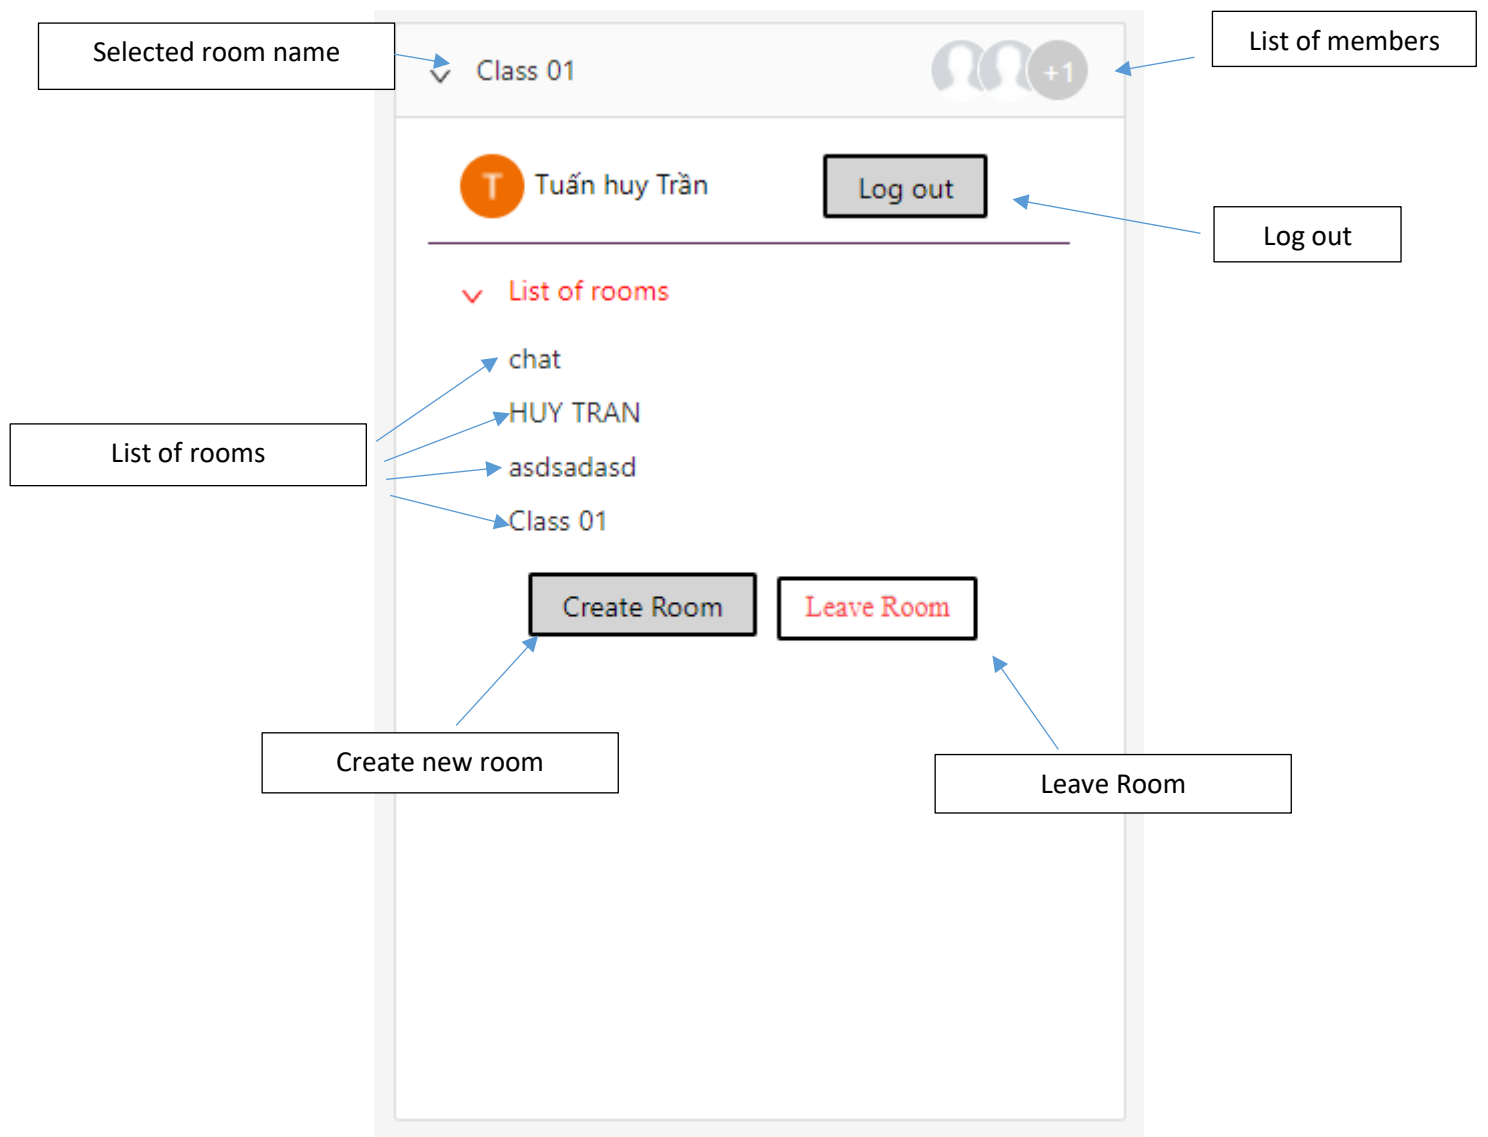 Selected room name
Class 01
+1
List of members
T
Tuấn huy Trần
Log out
Log out
List of rooms
chat
HUY TRAN
List of rooms
asdsadasd
Class 01
Create Room
Leave Room
Create new room
Leave Room